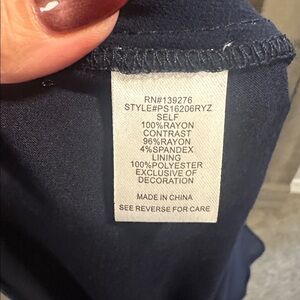 RN#139276
STYLE#PS16206RYZ
SELF
100%RAYON
CONTRAST
96%RAYON
4%SPANDEX
LINING
100%POLYESTER
EXCLUSIVE OF
DECORATION
MADE IN CHINA
SEE REVERSE FOR CARE